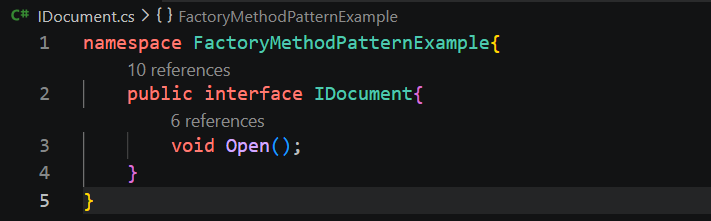 C# IDocument.cs > { } FactoryMethodPatternExample
1 namespace FactoryMethodPatternExample{
10 references
2 public interface IDocument{
6 references
3 void Open();
4 }
5 }